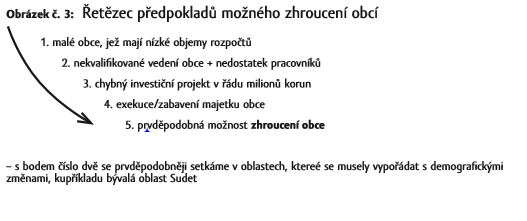 Obrázek č. 3: Řetězec předpokladů možného zhroucení obcí
1. malé obce, jež mají nízké objemy rozpočtů
2. nekvalifikované vedení obce + nedostatek pracovníků
3. chybný investiční projekt v řádu milionů korun
4. exekuce/zabavení majetku obce
5. prvděpodobná možnost zhroucení obce
– s bodem číslo dvě se prvděpodobněji setkáme v oblastech, ktereé se musely vypořádat s demografickými
změnami, kupříkladu bývalá oblast Sudet